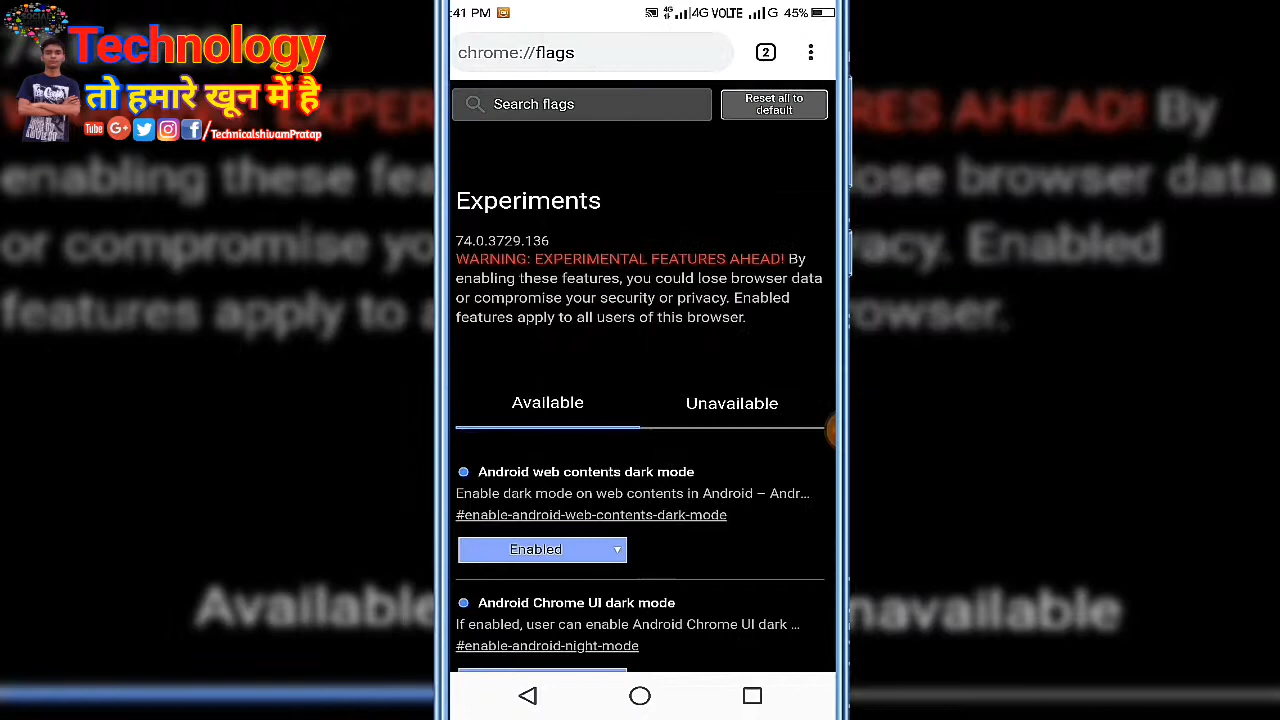 SOCIAL
Technology
तो हमारे खून में है
You Tube G+ f/TechnicalshivamPratap
:41 PM 4G 4G VOLTE G 45%
chrome://flags
2
Search flags
Reset all to
default
Experiments
74.0.3729.136
WARNING: EXPERIMENTAL FEATURES AHEAD! By
enabling these features, you could lose browser data
or compromise your security or privacy. Enabled
features apply to all users of this browser.
Available
Unavailable
Android web contents dark mode
Enable dark mode on web contents in Android – Andr...
#enable-android-web-contents-dark-mode
Enabled
Android Chrome UI dark mode
If enabled, user can enable Android Chrome UI dark ...
#enable-android-night-mode